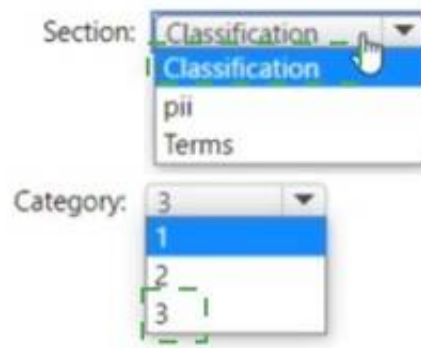 Section: Classification
Classification
pii
Terms
Category: 3
1
2
3